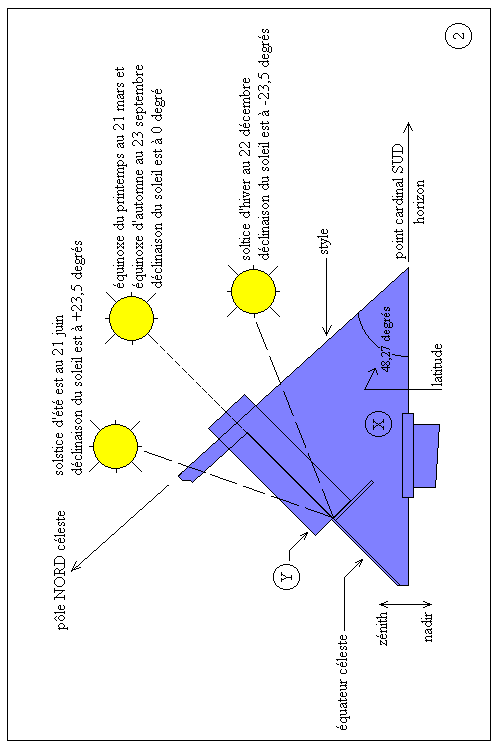 solstice d'été est au 21 juin
déclinaison du soleil est à +23,5 degrés
équinoxe du printemps au 21 mars et
équinoxe d'automne au 23 septembre
déclinaison du soleil est à 0 degré
soltice d'hiver au 22 décembre
déclinaison du soleil est à -23,5 degrés
2
pôle NORD céleste
style
Y
équateur céleste
X
48,27 degrés
latitude
point cardinal SUD
horizon
zénith
nadir